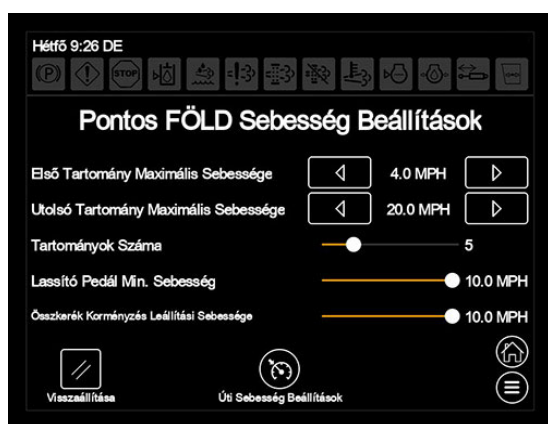 Hétfő 9:26 DE
(P) STOP
Pontos FÖLD Sebesség Beállítások
Első Tartomány Maximális Sebessége 4.0 MPH
Utolsó Tartomány Maximális Sebessége 20.0 MPH
Tartományok Száma 5
Lassító Pedál Min. Sebesség 10.0 MPH
Összkerék Kormányzés Leállítási Sebessége 10.0 MPH
Visszaállítása Úti Sebesség Beállítások